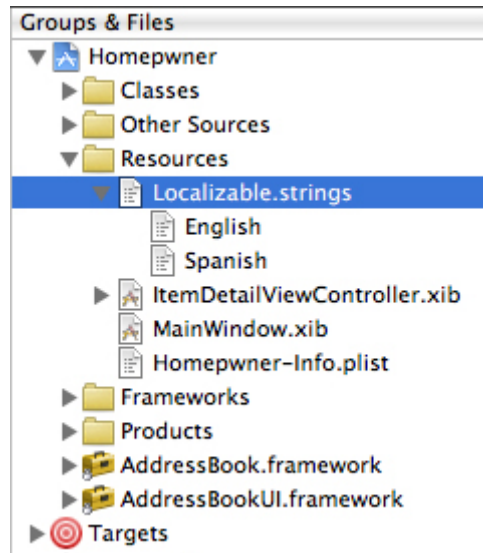 Groups & Files
Homepwner
Classes
Other Sources
Resources
Localizable.strings
English
Spanish
ItemDetailViewController.xib
MainWindow.xib
Homepwner-Info.plist
Frameworks
Products
AddressBook.framework
AddressBookUI.framework
Targets